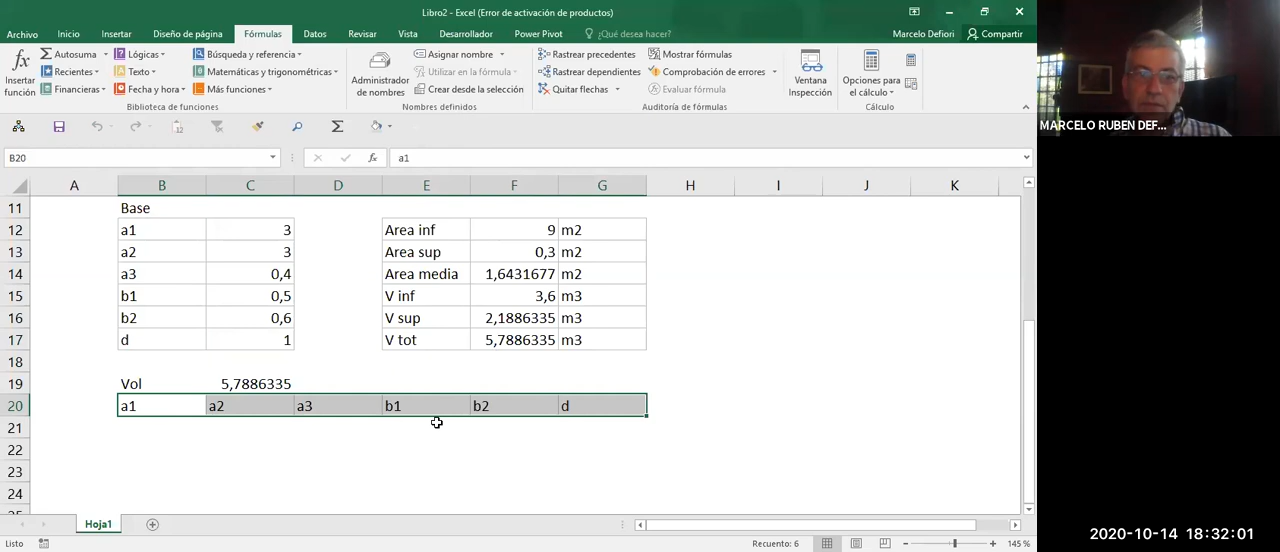 Libro2 - Excel (Error de activación de productos)
Archivo Inicio Insertar Diseño de página Fórmulas Datos Revisar Vista Desarrollador Power Pivot ¿Qué desea hacer? Marcelo Defiori Compartir
fx Autosuma Lógicas Búsqueda y referencia Asignar nombre Rastrear precedentes Mostrar fórmulas
Insertar función Recientes Texto Matemáticas y trigonométricas Administrador de nombres Utilizar en la fórmula Rastrear dependientes Comprobación de errores Ventana Inspección Opciones para el cálculo
Financieras Fecha y hora Más funciones Crear desde la selección Quitar flechas Evaluar fórmula
Biblioteca de funciones Nombres definidos Auditoría de fórmulas Cálculo
MARCELO RUBEN DEF...
B20 fx a1
A B C D E F G H I J K
11 Base
12 a1 3 Area inf 9 m2
13 a2 3 Area sup 0,3 m2
14 a3 0,4 Area media 1,6431677 m2
15 b1 0,5 V inf 3,6 m3
16 b2 0,6 V sup 2,1886335 m3
17 d 1 V tot 5,7886335 m3
18
19 Vol 5,7886335
20 a1 a2 a3 b1 b2 d
21
22
23
24
Hoja1
Listo Recuento: 6 145 %
2020-10-14 18:32:01